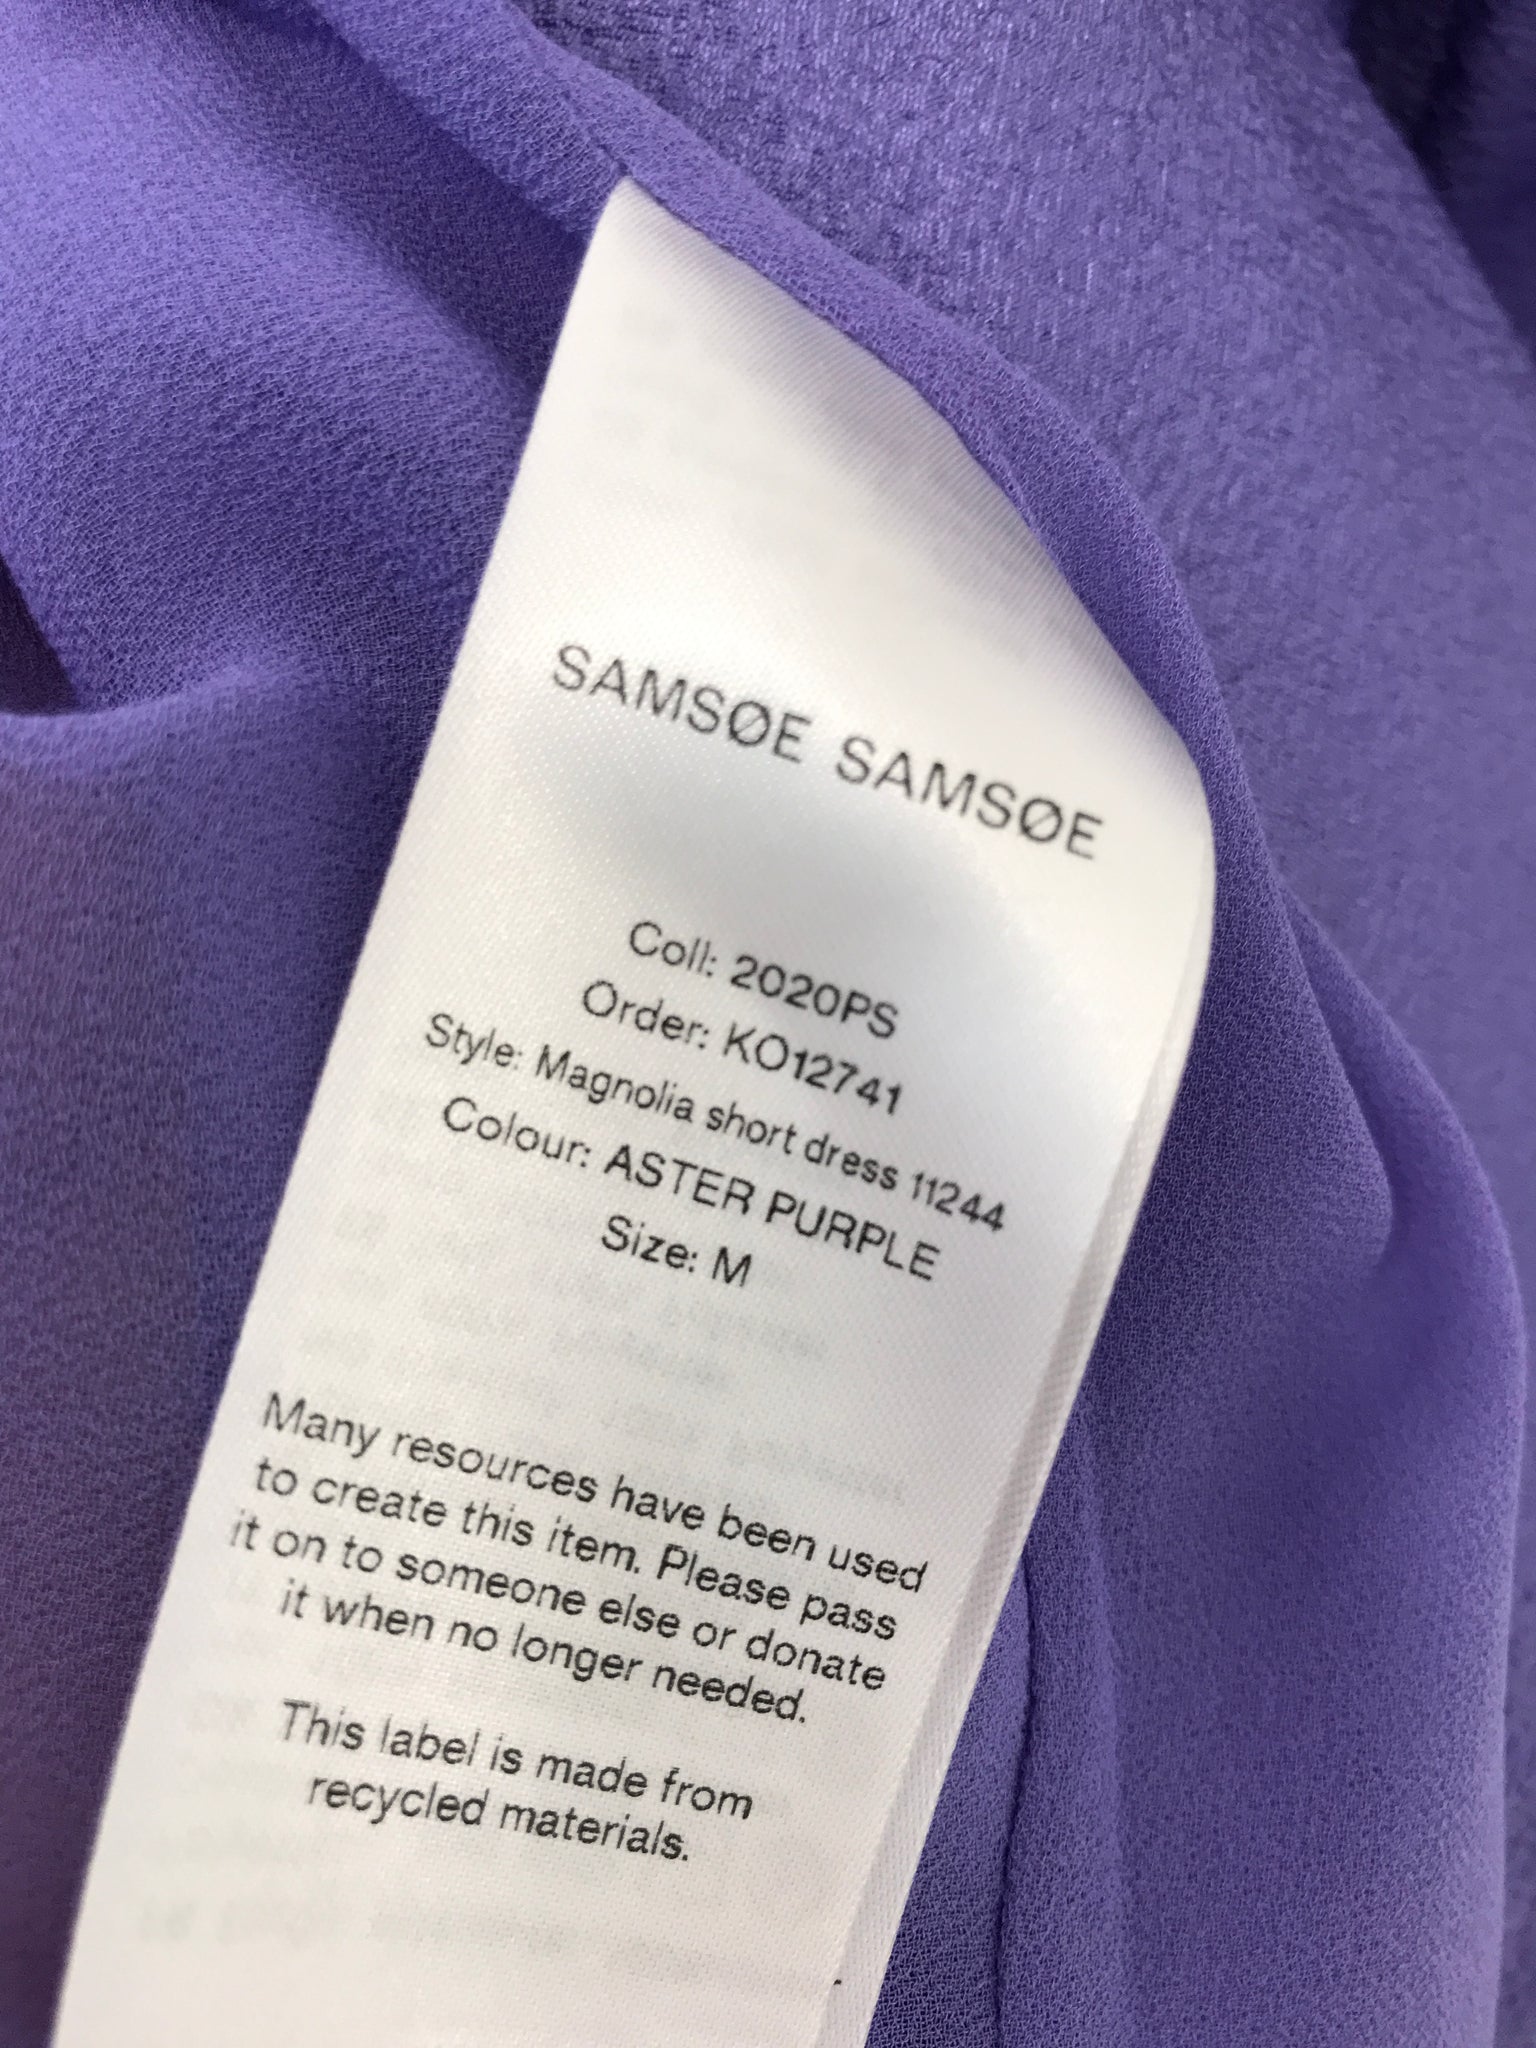 SAMSØE SAMSØE
Coll: 2020PS
Order: KO12741
Style: Magnolia short dress 11244
Colour: ASTER PURPLE
Size: M
Many resources have been used
to create this item. Please pass
it on to someone else or donate
it when no longer needed.
This label is made from
recycled materials.